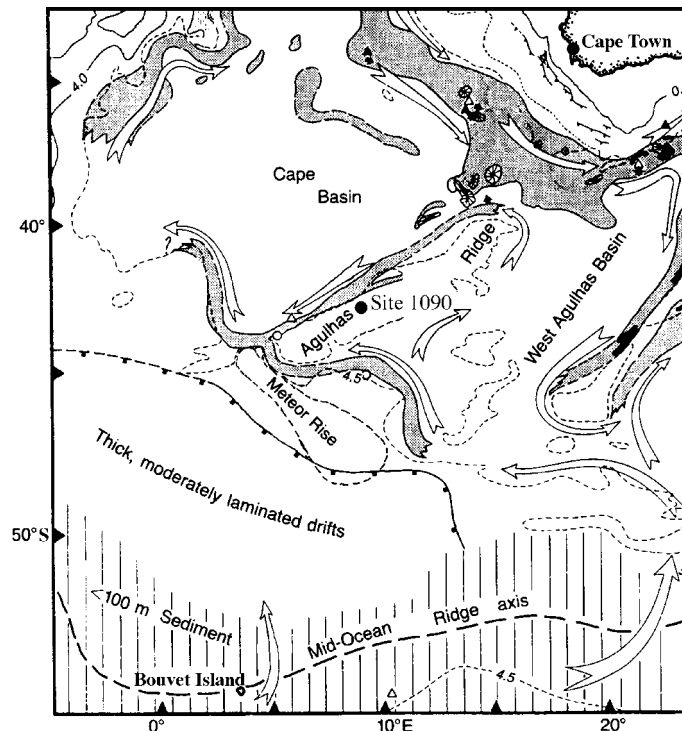 Cape Town
4.0
0.
Cape
Basin
40°
Ridge
Site 1090
Agulhas
West Agulhas Basin
4.5
Meteor Rise
Thick, moderately laminated drifts
50°S
<100 m Sediment
Mid-Ocean Ridge axis
Bouvet Island
4.5
0°
10°E
20°